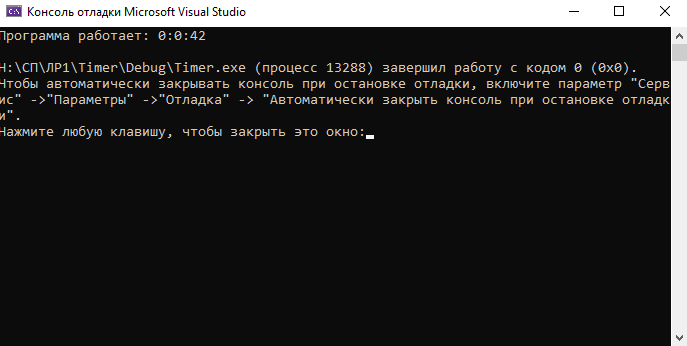 C:\
Консоль отладки Microsoft Visual Studio
Программа работает: 0:0:42
H:\СП\ЛР1\Timer\Debug\Timer.exe (процесс 13288) завершил работу с кодом 0 (0x0).
Чтобы автоматически закрывать консоль при остановке отладки, включите параметр "Серв
ис" ->"Параметры" ->"Отладка" -> "Автоматически закрыть консоль при остановке отладк
и".
Нажмите любую клавишу, чтобы закрыть это окно: